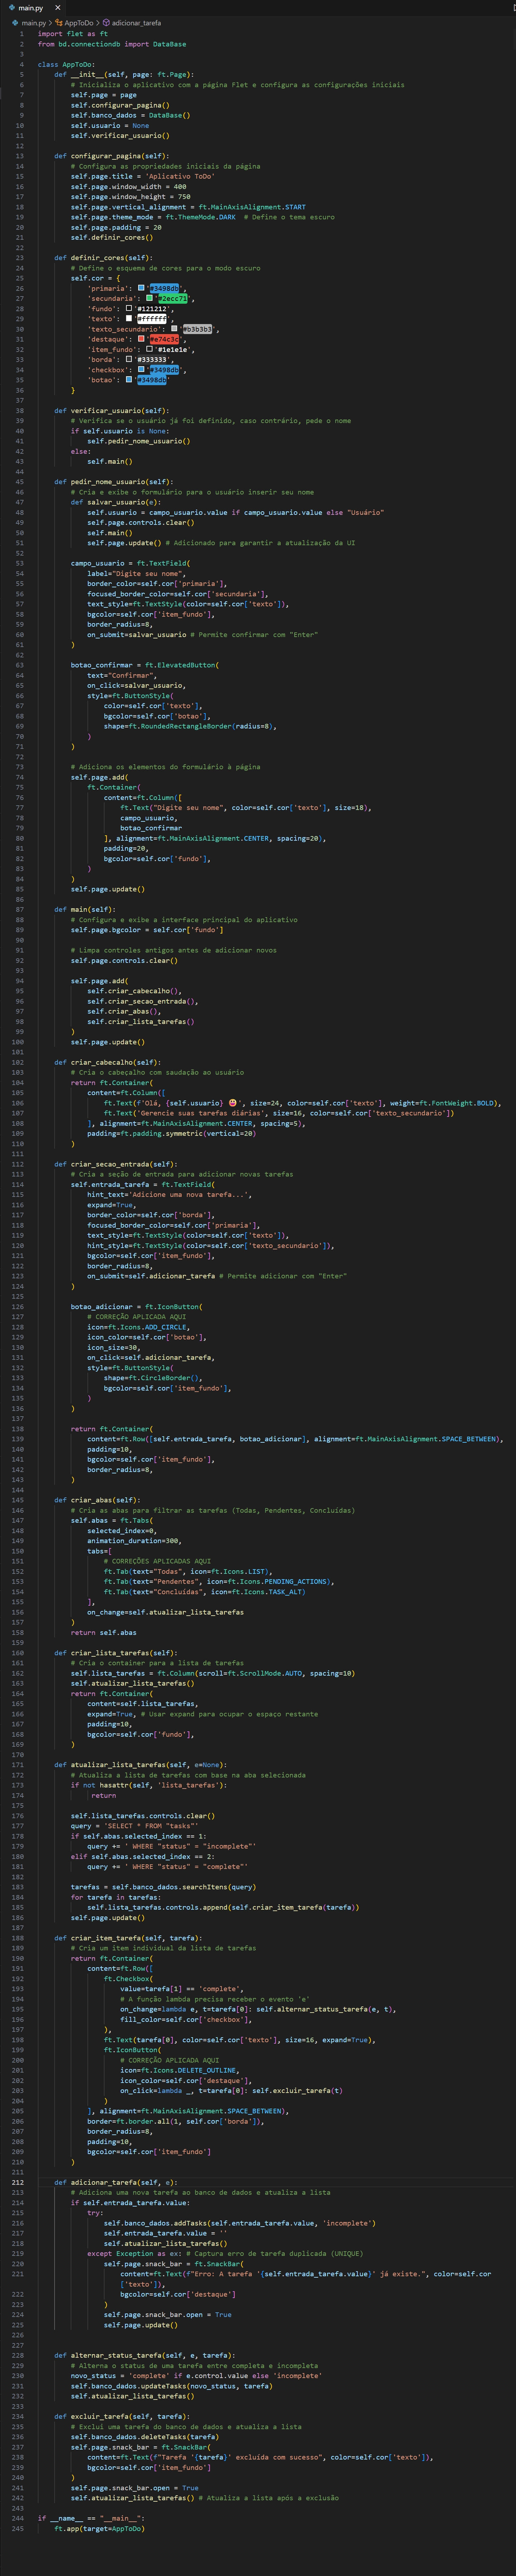 main.py ×
main.py > AppToDo > adicionar_tarefa
1 import flet as ft
2 from bd.connectiondb import DataBase
3
4 class AppToDo:
5     def __init__(self, page: ft.Page):
6         # Inicializa o aplicativo com a página Flet e configura as configurações iniciais
7         self.page = page
8         self.configurar_pagina()
9         self.banco_dados = DataBase()
10         self.usuario = None
11         self.verificar_usuario()
12
13     def configurar_pagina(self):
14         # Configura as propriedades iniciais da página
15         self.page.title = 'Aplicativo ToDo'
16         self.page.window_width = 400
17         self.page.window_height = 750
18         self.page.vertical_alignment = ft.MainAxisAlignment.START
19         self.page.theme_mode = ft.ThemeMode.DARK  # Define o tema escuro
20         self.page.padding = 20
21         self.definir_cores()
22
23     def definir_cores(self):
24         # Define o esquema de cores para o modo escuro
25         self.cor = {
26             'primaria': '#3498db',
27             'secundaria': '#2ecc71',
28             'fundo': '#121212',
29             'texto': '#ffffff',
30             'texto_secundario': '#b3b3b3',
31             'destaque': '#e74c3c',
32             'item_fundo': '#1e1e1e',
33             'borda': '#333333',
34             'checkbox': '#3498db',
35             'botao': '#3498db'
36         }
37
38     def verificar_usuario(self):
39         # Verifica se o usuário já foi definido, caso contrário, pede o nome
40         if self.usuario is None:
41             self.pedir_nome_usuario()
42         else:
43             self.main()
44
45     def pedir_nome_usuario(self):
46         # Cria e exibe o formulário para o usuário inserir seu nome
47         def salvar_usuario(e):
48             self.usuario = campo_usuario.value if campo_usuario.value else "Usuário"
49             self.page.controls.clear()
50             self.main()
51             self.page.update() # Adicionado para garantir a atualização da UI
52
53         campo_usuario = ft.TextField(
54             label="Digite seu nome",
55             border_color=self.cor['primaria'],
56             focused_border_color=self.cor['secundaria'],
57             text_style=ft.TextStyle(color=self.cor['texto']),
58             bgcolor=self.cor['item_fundo'],
59             border_radius=8,
60             on_submit=salvar_usuario # Permite confirmar com "Enter"
61         )
62
63         botao_confirmar = ft.ElevatedButton(
64             text="Confirmar",
65             on_click=salvar_usuario,
66             style=ft.ButtonStyle(
67                 color=self.cor['texto'],
68                 bgcolor=self.cor['botao'],
69                 shape=ft.RoundedRectangleBorder(radius=8),
70             )
71         )
72
73         # Adiciona os elementos do formulário à página
74         self.page.add(
75             ft.Container(
76                 content=ft.Column([
77                     ft.Text("Digite seu nome", color=self.cor['texto'], size=18),
78                     campo_usuario,
79                     botao_confirmar
80                 ], alignment=ft.MainAxisAlignment.CENTER, spacing=20),
81                 padding=20,
82                 bgcolor=self.cor['fundo'],
83             )
84         )
85         self.page.update()
86
87     def main(self):
88         # Configura e exibe a interface principal do aplicativo
89         self.page.bgcolor = self.cor['fundo']
90
91         # Limpa controles antigos antes de adicionar novos
92         self.page.controls.clear()
93
94         self.page.add(
95             self.criar_cabecalho(),
96             self.criar_secao_entrada(),
97             self.criar_abas(),
98             self.criar_lista_tarefas()
99         )
100         self.page.update()
101
102     def criar_cabecalho(self):
103         # Cria o cabeçalho com saudação ao usuário
104         return ft.Container(
105             content=ft.Column([
106                 ft.Text(f'Olá, {self.usuario} 😃', size=24, color=self.cor['texto'], weight=ft.FontWeight.BOLD),
107                 ft.Text('Gerencie suas tarefas diárias', size=16, color=self.cor['texto_secundario'])
108             ], alignment=ft.MainAxisAlignment.CENTER, spacing=5),
109             padding=ft.padding.symmetric(vertical=20)
110         )
111
112     def criar_secao_entrada(self):
113         # Cria a seção de entrada para adicionar novas tarefas
114         self.entrada_tarefa = ft.TextField(
115             hint_text='Adicione uma nova tarefa...',
116             expand=True,
117             border_color=self.cor['borda'],
118             focused_border_color=self.cor['primaria'],
119             text_style=ft.TextStyle(color=self.cor['texto']),
120             hint_style=ft.TextStyle(color=self.cor['texto_secundario']),
121             bgcolor=self.cor['item_fundo'],
122             border_radius=8,
123             on_submit=self.adicionar_tarefa # Permite adicionar com "Enter"
124         )
125
126         botao_adicionar = ft.IconButton(
127             # CORREÇÃO APLICADA AQUI
128             icon=ft.Icons.ADD_CIRCLE,
129             icon_color=self.cor['botao'],
130             icon_size=30,
131             on_click=self.adicionar_tarefa,
132             style=ft.ButtonStyle(
133                 shape=ft.CircleBorder(),
134                 bgcolor=self.cor['item_fundo'],
135             )
136         )
137
138         return ft.Container(
139             content=ft.Row([self.entrada_tarefa, botao_adicionar], alignment=ft.MainAxisAlignment.SPACE_BETWEEN),
140             padding=10,
141             bgcolor=self.cor['item_fundo'],
142             border_radius=8,
143         )
144
145     def criar_abas(self):
146         # Cria as abas para filtrar as tarefas (Todas, Pendentes, Concluídas)
147         self.abas = ft.Tabs(
148             selected_index=0,
149             animation_duration=300,
150             tabs=[
151                 # CORREÇÕES APLICADAS AQUI
152                 ft.Tab(text="Todas", icon=ft.Icons.LIST),
153                 ft.Tab(text="Pendentes", icon=ft.Icons.PENDING_ACTIONS),
154                 ft.Tab(text="Concluídas", icon=ft.Icons.TASK_ALT)
155             ],
156             on_change=self.atualizar_lista_tarefas
157         )
158         return self.abas
159
160     def criar_lista_tarefas(self):
161         # Cria o container para a lista de tarefas
162         self.lista_tarefas = ft.Column(scroll=ft.ScrollMode.AUTO, spacing=10)
163         self.atualizar_lista_tarefas()
164         return ft.Container(
165             content=self.lista_tarefas,
166             expand=True, # Usar expand para ocupar o espaço restante
167             padding=10,
168             bgcolor=self.cor['fundo'],
169         )
170
171     def atualizar_lista_tarefas(self, e=None):
172         # Atualiza a lista de tarefas com base na aba selecionada
173         if not hasattr(self, 'lista_tarefas'):
174              return
175
176         self.lista_tarefas.controls.clear()
177         query = 'SELECT * FROM "tasks"'
178         if self.abas.selected_index == 1:
179             query += ' WHERE "status" = "incomplete"'
180         elif self.abas.selected_index == 2:
181             query += ' WHERE "status" = "complete"'
182
183         tarefas = self.banco_dados.searchItens(query)
184         for tarefa in tarefas:
185             self.lista_tarefas.controls.append(self.criar_item_tarefa(tarefa))
186         self.page.update()
187
188     def criar_item_tarefa(self, tarefa):
189         # Cria um item individual da lista de tarefas
190         return ft.Container(
191             content=ft.Row([
192                 ft.Checkbox(
193                     value=tarefa[1] == 'complete',
194                     # A função lambda precisa receber o evento 'e'
195                     on_change=lambda e, t=tarefa[0]: self.alternar_status_tarefa(e, t),
196                     fill_color=self.cor['checkbox'],
197                 ),
198                 ft.Text(tarefa[0], color=self.cor['texto'], size=16, expand=True),
199                 ft.IconButton(
200                     # CORREÇÃO APLICADA AQUI
201                     icon=ft.Icons.DELETE_OUTLINE,
202                     icon_color=self.cor['destaque'],
203                     on_click=lambda _, t=tarefa[0]: self.excluir_tarefa(t)
204                 )
205             ], alignment=ft.MainAxisAlignment.SPACE_BETWEEN),
206             border=ft.border.all(1, self.cor['borda']),
207             border_radius=8,
208             padding=10,
209             bgcolor=self.cor['item_fundo']
210         )
211
212     def adicionar_tarefa(self, e):
213         # Adiciona uma nova tarefa ao banco de dados e atualiza a lista
214         if self.entrada_tarefa.value:
215             try:
216                 self.banco_dados.addTasks(self.entrada_tarefa.value, 'incomplete')
217                 self.entrada_tarefa.value = ''
218                 self.atualizar_lista_tarefas()
219             except Exception as ex: # Captura erro de tarefa duplicada (UNIQUE)
220                 self.page.snack_bar = ft.SnackBar(
221                     content=ft.Text(f"Erro: A tarefa '{self.entrada_tarefa.value}' já existe.", color=self.cor
['texto']),
222                     bgcolor=self.cor['destaque']
223                 )
224                 self.page.snack_bar.open = True
225                 self.page.update()
226
227
228     def alternar_status_tarefa(self, e, tarefa):
229         # Alterna o status de uma tarefa entre completa e incompleta
230         novo_status = 'complete' if e.control.value else 'incomplete'
231         self.banco_dados.updateTasks(novo_status, tarefa)
232         self.atualizar_lista_tarefas()
233
234     def excluir_tarefa(self, tarefa):
235         # Exclui uma tarefa do banco de dados e atualiza a lista
236         self.banco_dados.deleteTasks(tarefa)
237         self.page.snack_bar = ft.SnackBar(
238             content=ft.Text(f"Tarefa '{tarefa}' excluída com sucesso", color=self.cor['texto']),
239             bgcolor=self.cor['item_fundo']
240         )
241         self.page.snack_bar.open = True
242         self.atualizar_lista_tarefas() # Atualiza a lista após a exclusão
243
244 if __name__ == "__main__":
245     ft.app(target=AppToDo)